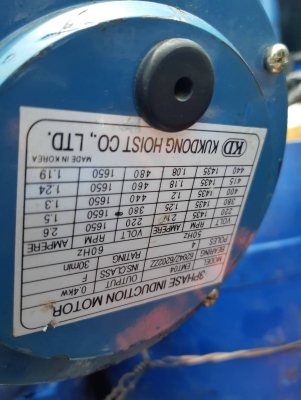 3PHASE INDUCTION MOTOR
MODEL EMT04 OUTPUT 0.4kW
BEARING 6204Z/6202ZZ INS.CLASS
POLES 4 RATING 30min
50Hz 60Hz
VOLT RPM AMPERE VOLT RPM AMPERE
220 1435 220 1650 2.6
380 1435 1.25 380 1650 1.5
400 1435 1.2 440 1650 1.3
415 1435 1.18 460 1650 1.24
440 1435 1.08 480 1650 1.19
KD KUKDONG HOIST CO., LTD.
MADE IN KOREA